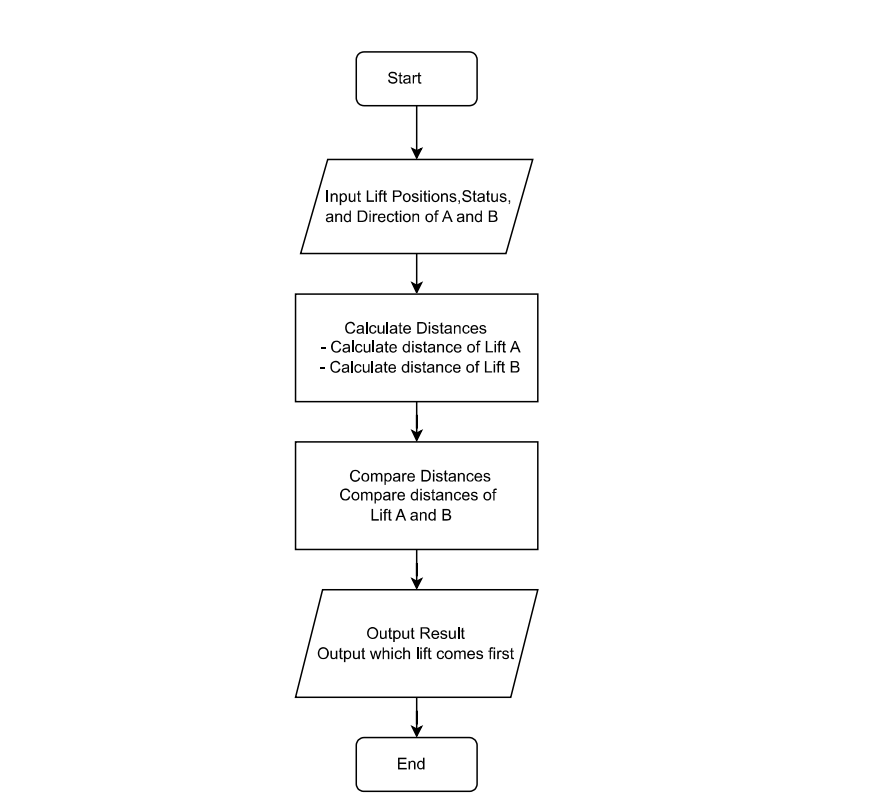 Start
Input Lift Positions,Status,
and Direction of A and B
Calculate Distances
- Calculate distance of Lift A
- Calculate distance of Lift B
Compare Distances
Compare distances of
Lift A and B
Output Result
Output which lift comes first
End